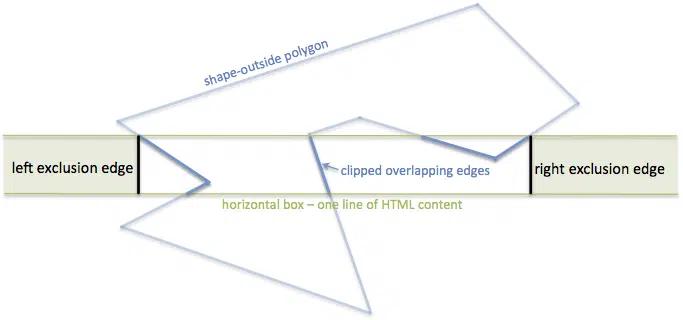 shape-outside polygon
left exclusion edge
clipped overlapping edges
right exclusion edge
horizontal box – one line of HTML content